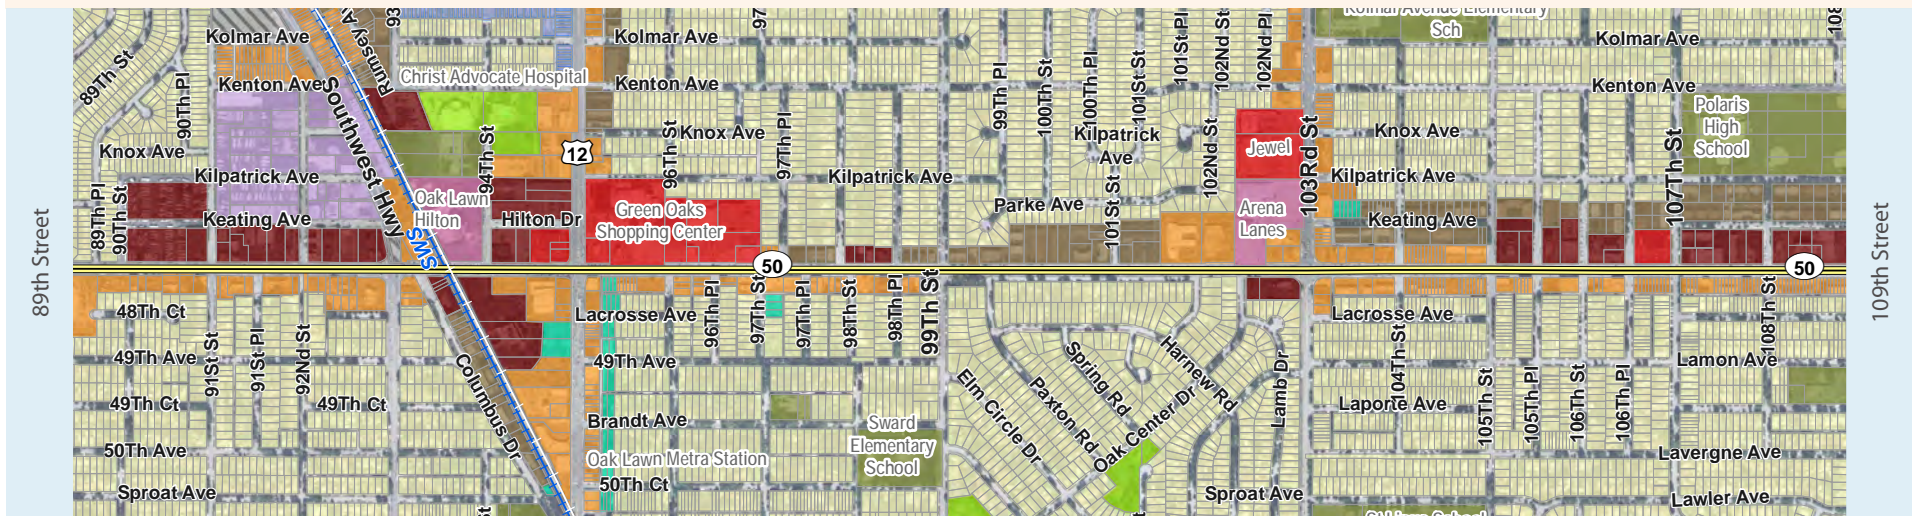 89th Street
109th Street
Kolmar Avenue Elementary
Sch
Kolmar Ave
Kolmar Ave
Kolmar Ave
93
97
101St Pl
102Nd St
102Nd Pl
108
89Th St
Rumsey Av
Christ Advocate Hospital
Kenton Ave
Kenton Ave
Kenton Ave
90Th Pl
Southwest Hwy
99Th Pl
100Th St
100Th Pl
101St St
Polaris
High
School
Knox Ave
Knox Ave
Knox Ave
94Th St
12
96Th St
97Th Pl
Kilpatrick
Ave
102Nd St
Jewel
103Rd St
107Th St
Kilpatrick Ave
Kilpatrick Ave
Kilpatrick Ave
89Th Pl
90Th St
Oak Lawn
Hilton
Hilton Dr
Green Oaks
Shopping Center
Parke Ave
101St St
Arena
Lanes
Keating Ave
Keating Ave
SWS
50
50
48Th Ct
Lacrosse Ave
Lacrosse Ave
96Th Pl
97Th St
97Th Pl
98Th St
98Th Pl
99Th St
108Th St
49Th Ave
49Th Ave
91St St
91St Pl
92Nd St
Columbus Dr
Spring Rd
Harnew Rd
Lamb Dr
104Th St
Lamon Ave
49Th Ct
49Th Ct
Elm Circle Dr
Paxton Rd
Oak Center Dr
Laporte Ave
105Th St
105Th Pl
106Th St
106Th Pl
Brandt Ave
Sward
Elementary
School
50Th Ave
Oak Lawn Metra Station
Lavergne Ave
Sproat Ave
50Th Ct
Sproat Ave
Lawler Ave